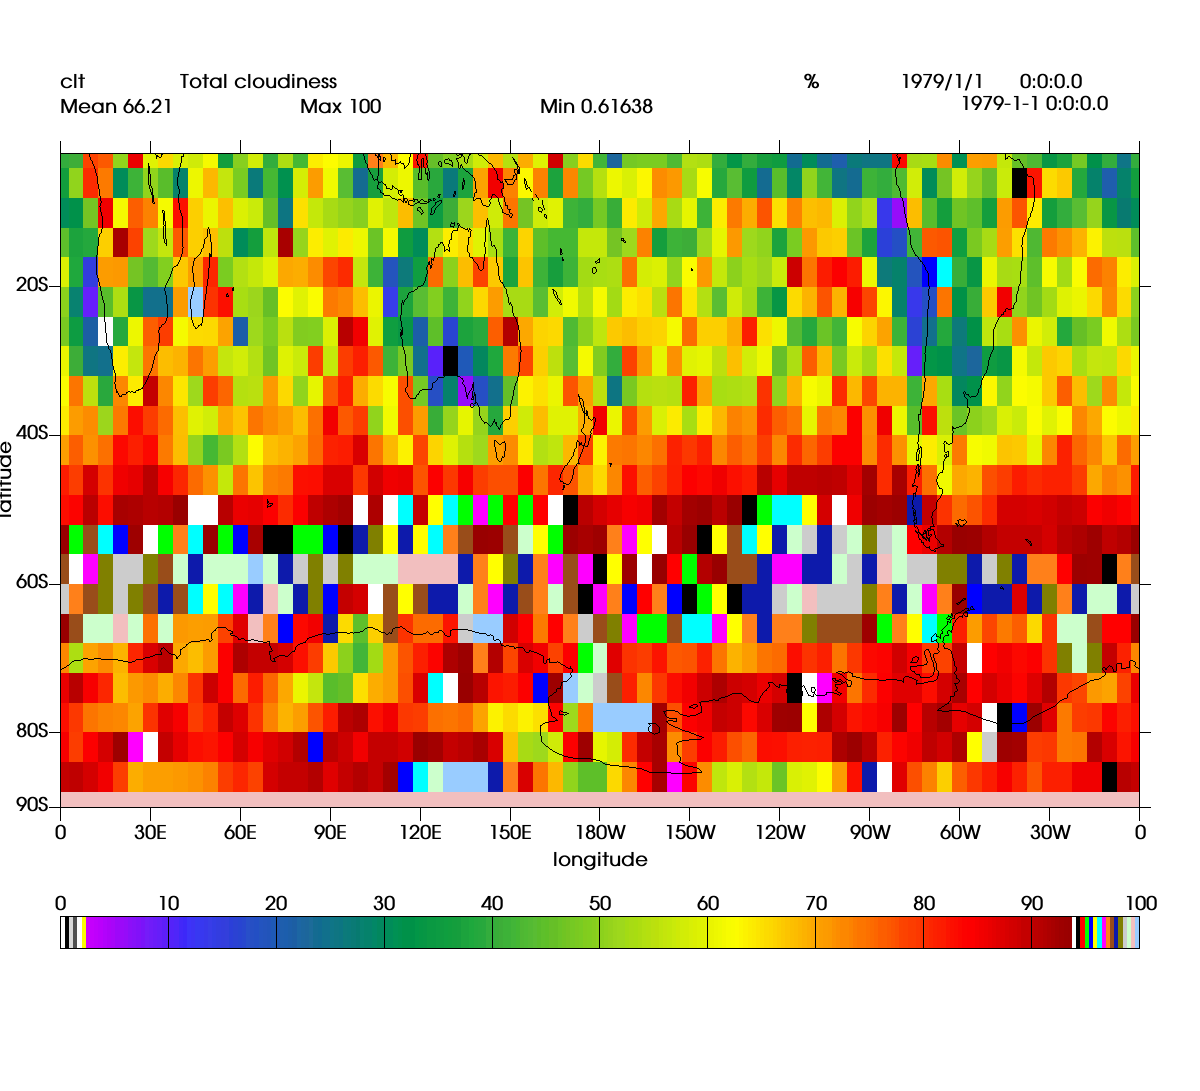 clt Total cloudiness % 1979/1/1 0:0:0.0
Mean 66.21 Max 100 Min 0.61638 1979-1-1 0:0:0.0
20S
40S
latitude
60S
80S
90S
0 30E 60E 90E 120E 150E 180W 150W 120W 90W 60W 30W 0
longitude
0 10 20 30 40 50 60 70 80 90 100